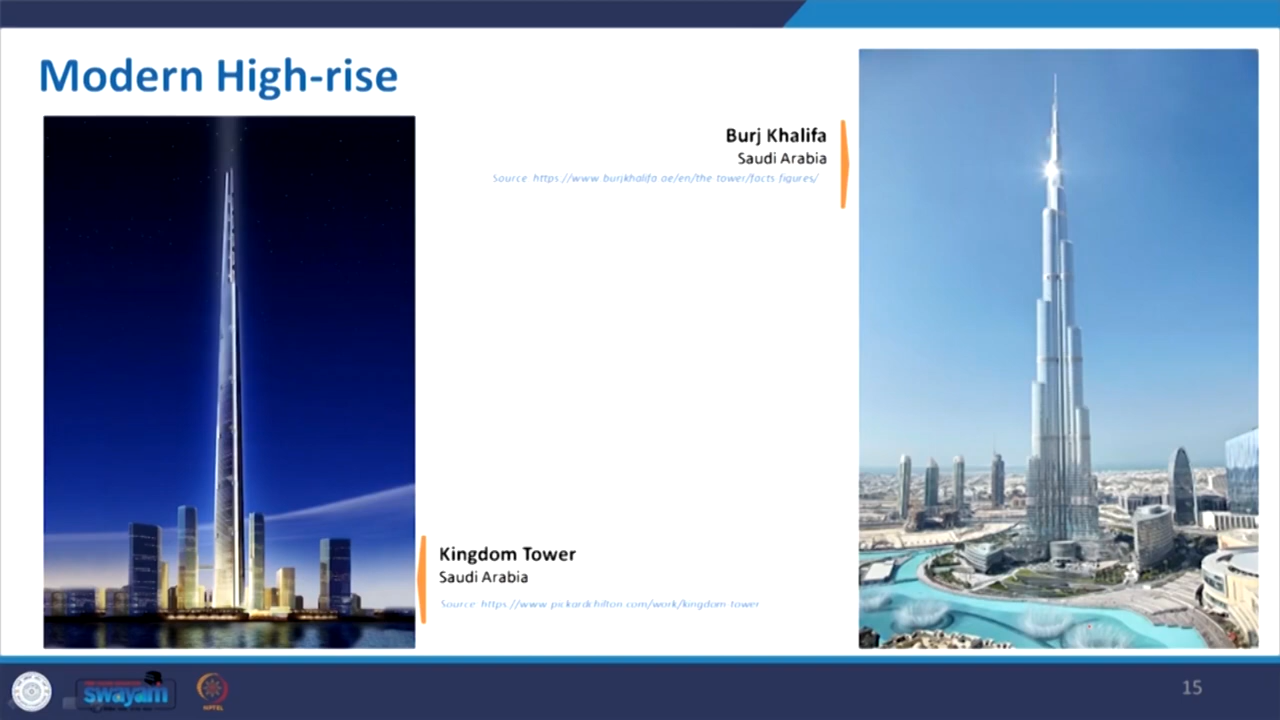 Modern High-rise
Burj Khalifa
Saudi Arabia
Source https://www burjkhalifa ae/en/the tower/facts figures/
Kingdom Tower
Saudi Arabia
Source https://www pickardchilton.com/work/kingdom tower
swayam
NPTEL
15